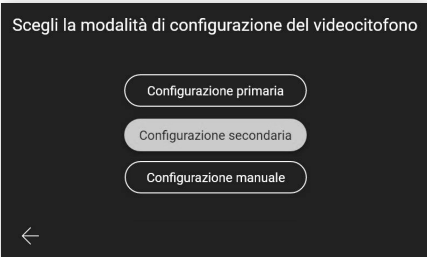 Scegli la modalità di configurazione del videocitofono
Configurazione primaria
Configurazione secondaria
Configurazione manuale